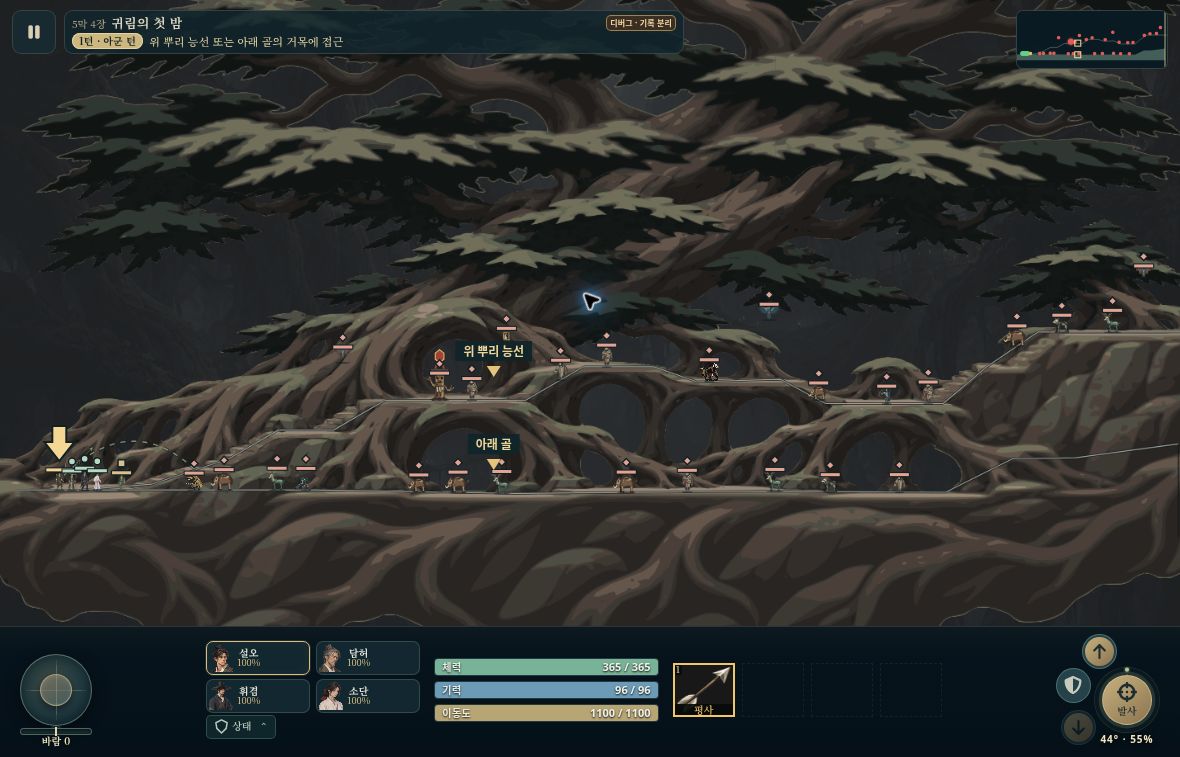 5막 4장 귀림의 첫 밤
디버그 · 기록 분리
1턴 · 아군 턴 위 뿌리 능선 또는 아래 골의 거목에 접근
위 뿌리 능선
아래 골
설오
100%
담허
100%
휘겸
100%
소단
100%
상태
체력 365 / 365
기력 96 / 96
이동도 1100 / 1100
1
평사
발사
44° · 55%
바람 0